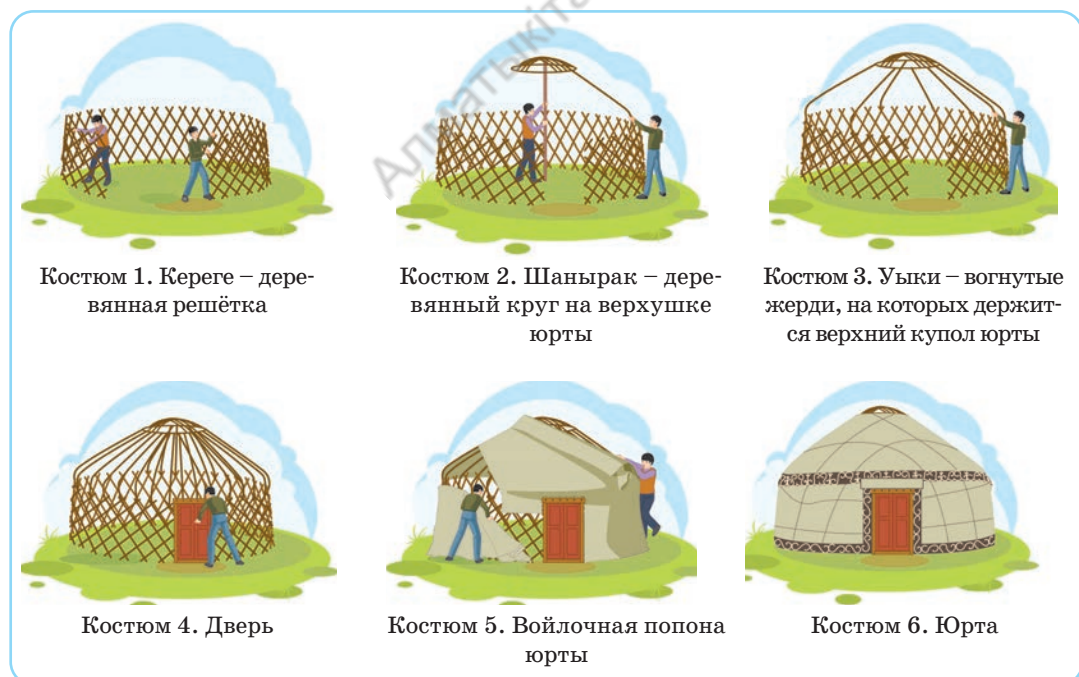 Алматыкіта
Костюм 1. Кереге – дере-
вянная решётка
Костюм 2. Шанырак – дере-
вянный круг на верхушке
юрты
Костюм 3. Уыки – вогнутые
жерди, на которых держит-
ся верхний купол юрты
Костюм 4. Дверь
Костюм 5. Войлочная попона
юрты
Костюм 6. Юрта